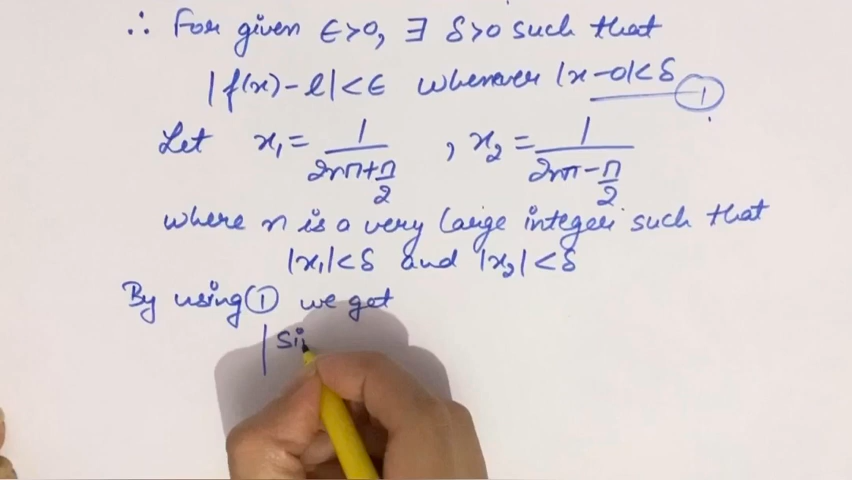 ∴ For given ϵ>0, ∃ δ>0 such that
|f(x)-l|<ϵ whenever |x-0|<δ ①
Let x₁ = 1/(2nπ+π/2) , x₂ = 1/(2nπ-π/2)
where n is a very large integer such that
|x₁|<δ and |x₂|<δ
By using ① we get
|Si